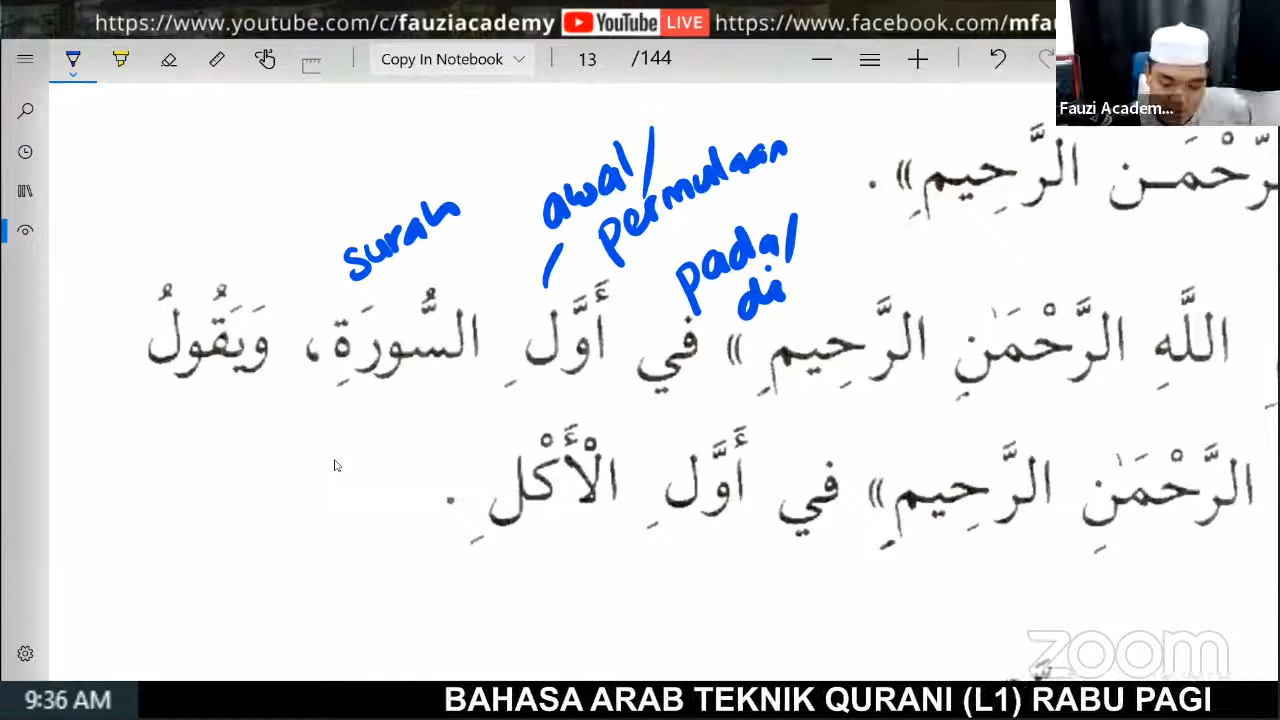 https://www.youtube.com/c/fauziacademy YouTube LIVE https://www.facebook.com/mfau
Copy In Notebook 13 /144
Fauzi Academ...
الرَّحْمَـن الرَّحِيمِ» .
surah awal/ permulaan pada/ di
اللَّهِ الرَّحْمَٰنِ الرَّحِيمِ» في أَوَّلِ السُّورَةِ، وَيَقُولُ
الرَّحْمَٰنِ الرَّحِيمِ» في أَوَّلِ الْأَكْلِ .
zoom
9:36 AM BAHASA ARAB TEKNIK QURANI (L1) RABU PAGI